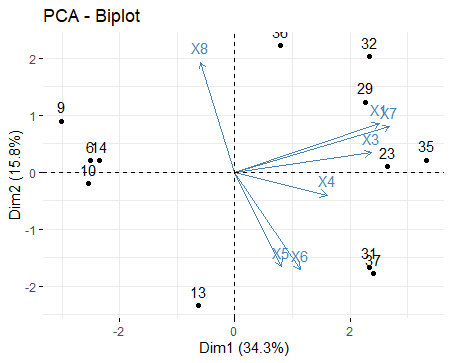 PCA - Biplot
36
32
X8
2
29
X1
X7
9
1
X3
35
6
14
23
0
10
X4
-1
X5
X6
31
37
-2
13
-2
0
2
Dim1 (34.3%)
Dim2 (15.8%)